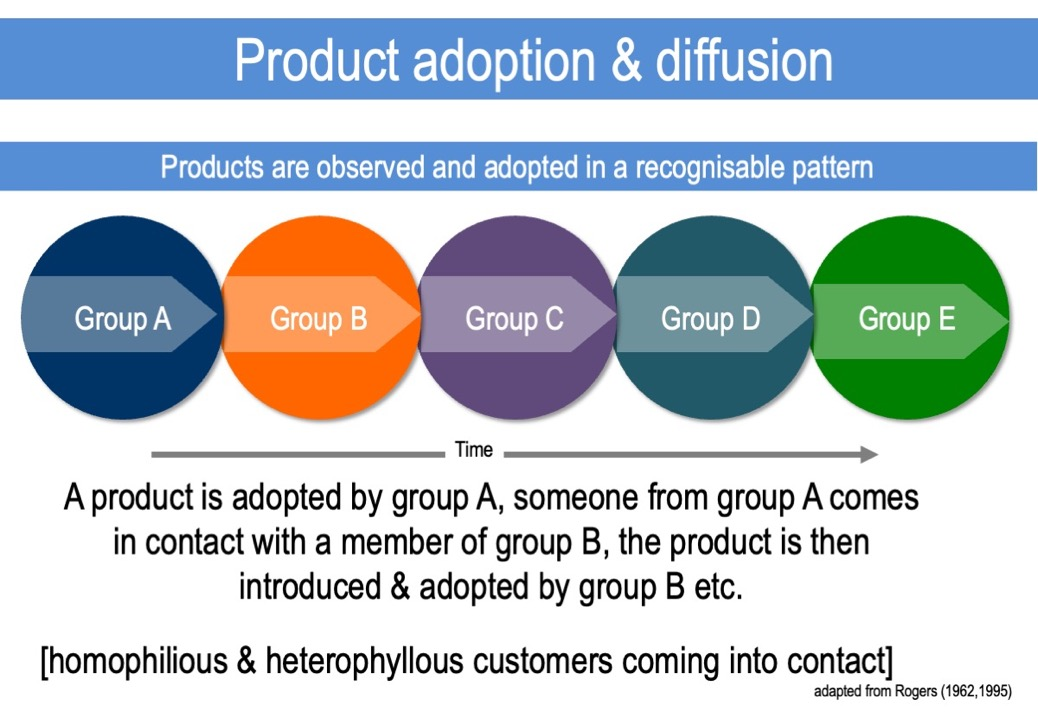 Product adoption & diffusion
Products are observed and adopted in a recognisable pattern
Group A
Group B
Group C
Group D
Group E
Time
A product is adopted by group A, someone from group A comes
in contact with a member of group B, the product is then
introduced & adopted by group B etc.
[homophilious & heterophyllous customers coming into contact]
adapted from Rogers (1962,1995)